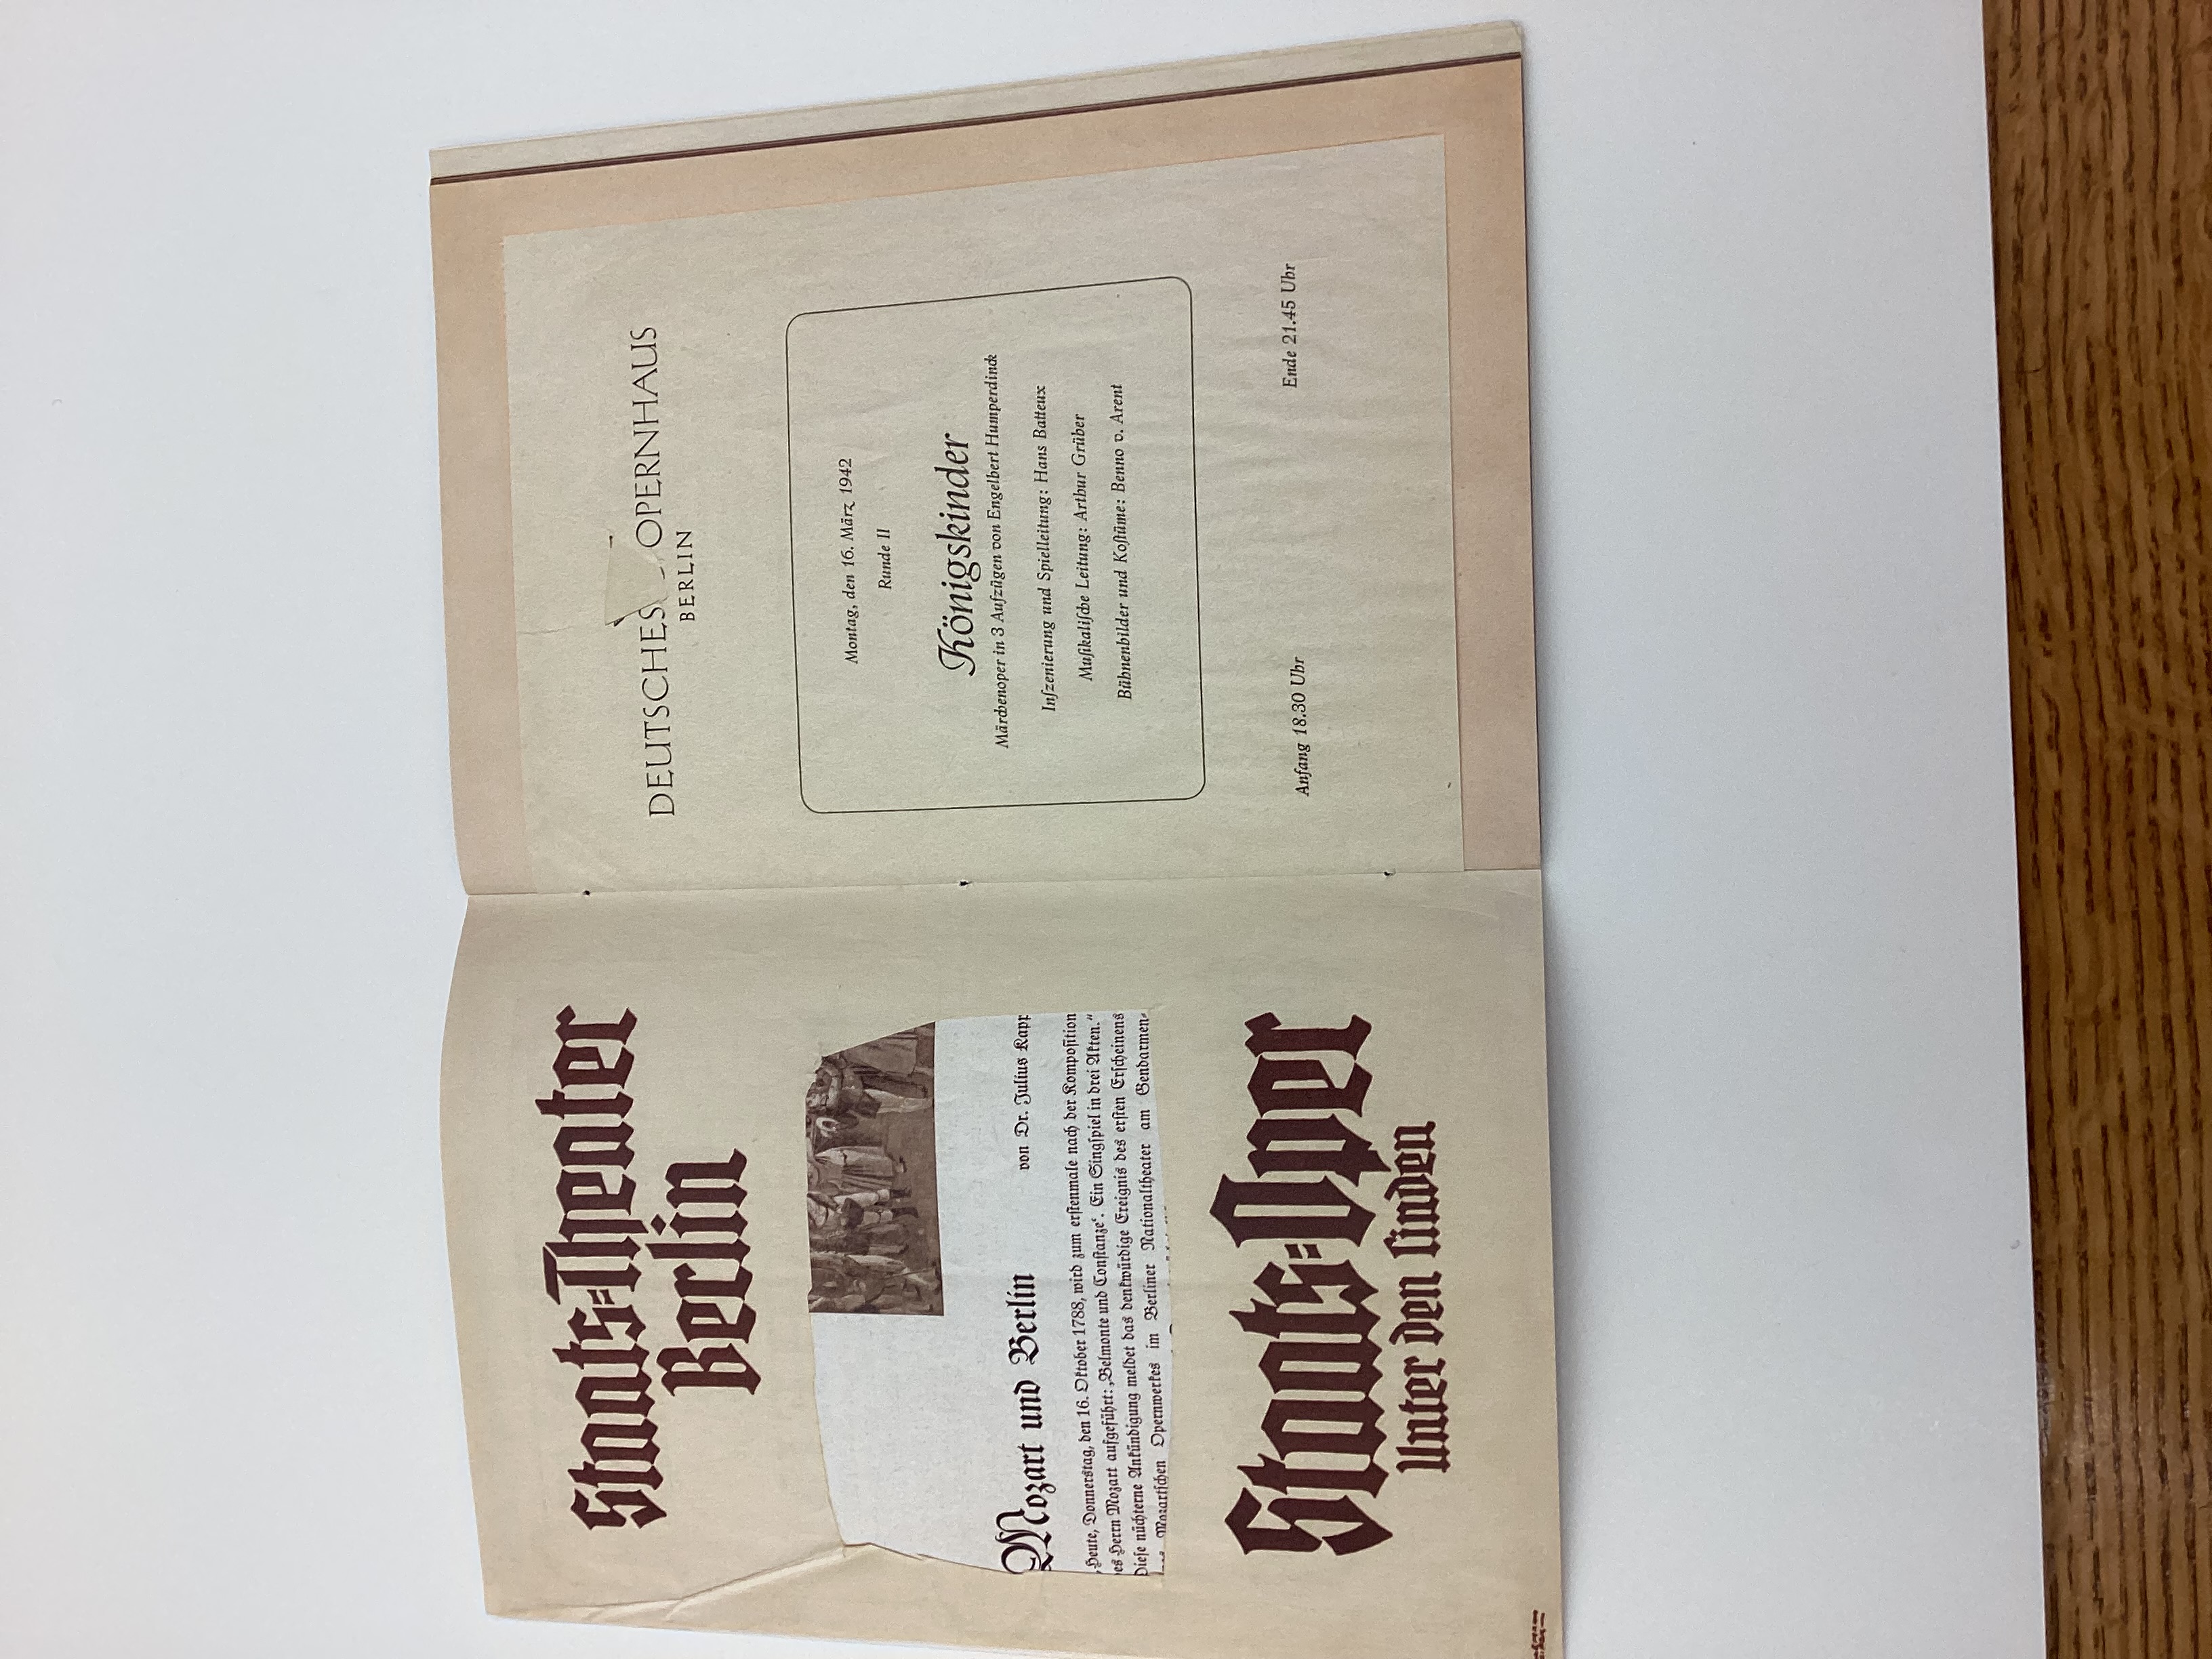 Staats-Theater
Berlin
Mozart und Berlin von Dr. Julius Kapp
Heute, Donnerstag, den 16. Oktober 1788, wird zum erſtenmale nach der Kompoſition
es Herrn Mozart aufgeführt: ‚Belmonte und Conſtanze‘. Ein Singſpiel in drei Akten.“
Dieſe nüchterne Ankündigung meldet das denkwürdige Ereignis des erſten Erſcheinens
Mozartſchen Opernwerkes im Berliner Nationaltheater am Gendarmen-
Staats-Oper
Unter den Linden
DEUTSCHES OPERNHAUS
BERLIN
Montag, den 16. März 1942
Runde II
Königskinder
Märchenoper in 3 Aufzügen von Engelbert Humperdinck
Inſzenierung und Spielleitung: Hans Batteux
Muſikaliſche Leitung: Arthur Grüber
Bühnenbilder und Koſtüme: Benno v. Arent
Anfang 18.30 Uhr Ende 21.45 Uhr